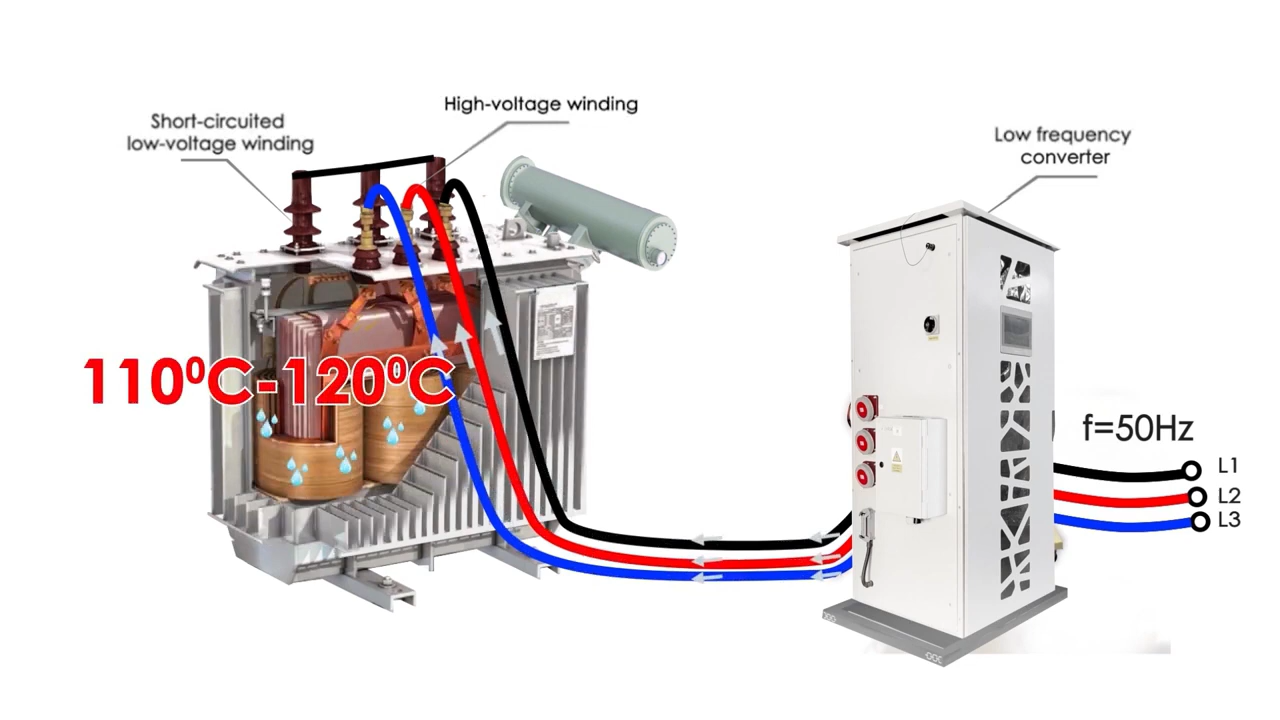 High-voltage winding
Short-circuited
low-voltage winding
Low frequency
converter
110⁰C-120⁰C
f=50Hz
L1
L2
L3